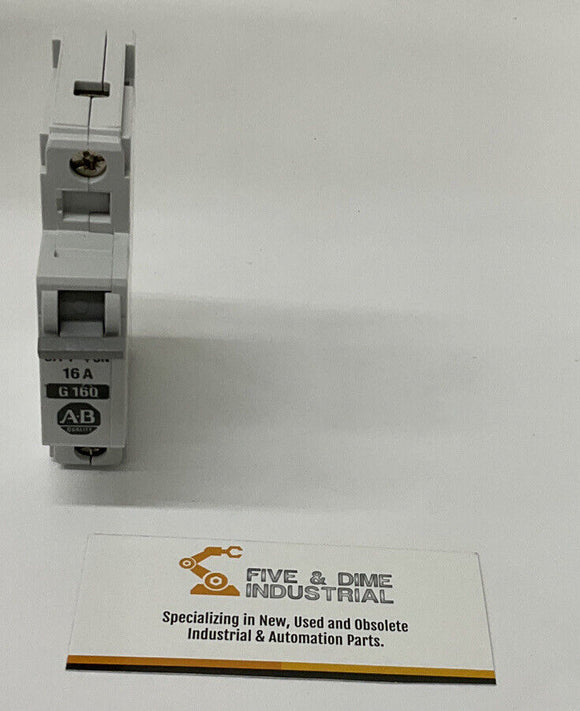 16 A
G 160
A·B
QUALITY
FIVE & DIME
INDUSTRIAL
Specializing in New, Used and Obsolete
Industrial & Automation Parts.